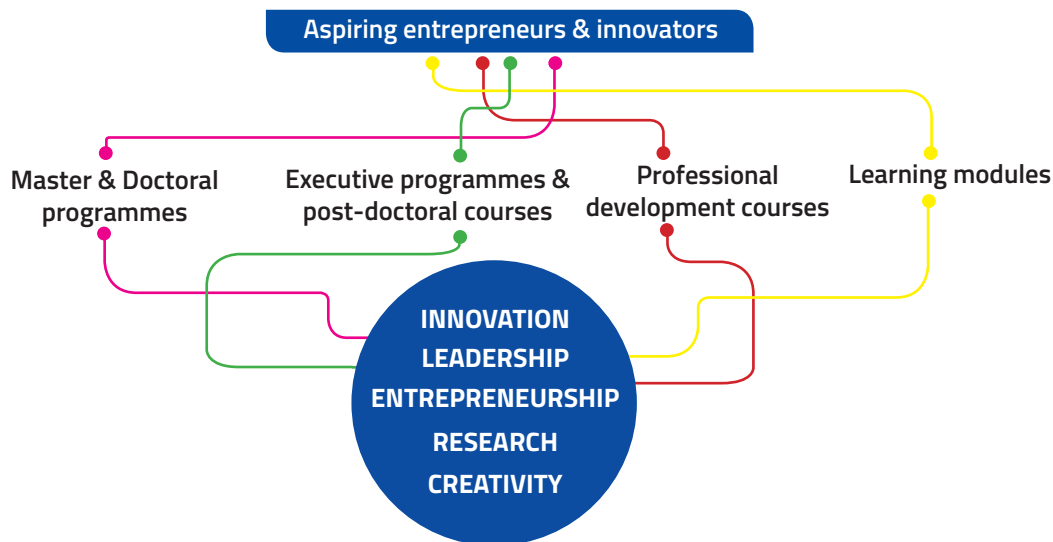 Aspiring entrepreneurs & innovators
Master & Doctoral
programmes
Executive programmes &
post-doctoral courses
Professional
development courses
Learning modules
INNOVATION
LEADERSHIP
ENTREPRENEURSHIP
RESEARCH
CREATIVITY